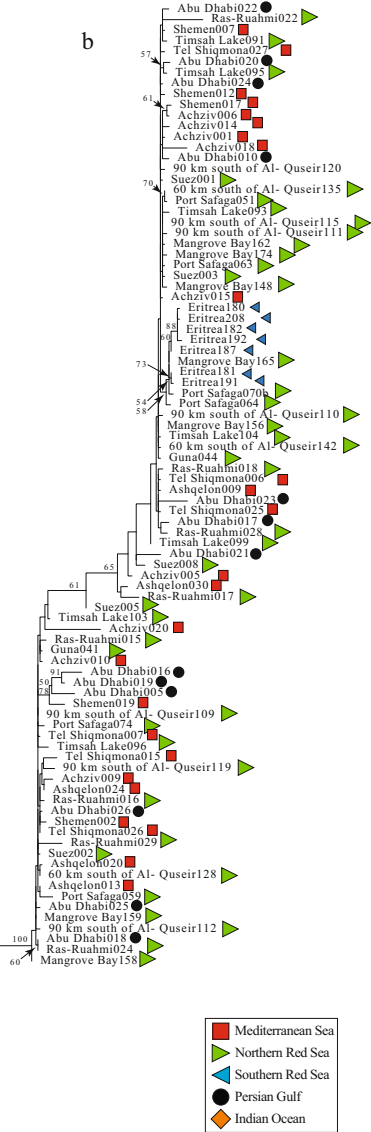 b
Abu Dhabi022
Ras-Ruahmi022
Shemen007
Timsah Lake091
Tel Shiqmona027
57
Abu Dhabi020
Timsah Lake095
Abu Dhabi024
Shemen012
61
Shemen017
Achziv006
Achziv014
Achziv001
Achziv018
Abu Dhabi010
90 km south of Al- Quseir120
Suez001
70
60 km south of Al- Quseir135
Port Safaga051
Timsah Lake093
90 km south of Al- Quseir115
90 km south of Al- Quseir111
Mangrove Bay162
Mangrove Bay174
Port Safaga063
Suez003
Mangrove Bay148
Achziv015
Eritrea180
Eritrea208
88
Eritrea182
60
Eritrea192
Eritrea187
73
Mangrove Bay165
Eritrea181
Eritrea191
54
Port Safaga070b
58
Port Safaga064
90 km south of Al- Quseir110
Mangrove Bay156
Timsah Lake104
60 km south of Al- Quseir142
Guna044
Ras-Ruahmi018
Tel Shiqmona006
Ashqelon009
Abu Dhabi023
Tel Shiqmona025
Abu Dhabi017
Ras-Ruahmi028
Timsah Lake099
Abu Dhabi021
65
Suez008
Achziv005
61
Ashqelon030
Ras-Ruahmi017
Suez005
Timsah Lake103
Achziv020
Ras-Ruahmi015
Guna041
Achziv010
91
Abu Dhabi016
50
Abu Dhabi019
78
Abu Dhabi005
Shemen019
90 km south of Al- Quseir109
Port Safaga074
Tel Shiqmona007
Timsah Lake096
Tel Shiqmona015
90 km south of Al- Quseir119
Achziv009
Ashqelon024
Ras-Ruahmi016
Abu Dhabi026
Shemen002
Tel Shiqmona026
Ras-Ruahmi029
Suez002
Ashqelon020
60 km south of Al- Quseir128
Ashqelon013
Port Safaga059
Abu Dhabi025
Mangrove Bay159
90 km south of Al- Quseir112
100
Abu Dhabi018
Ras-Ruahmi024
60
Mangrove Bay158
Mediterranean Sea
Northern Red Sea
Southern Red Sea
Persian Gulf
Indian Ocean